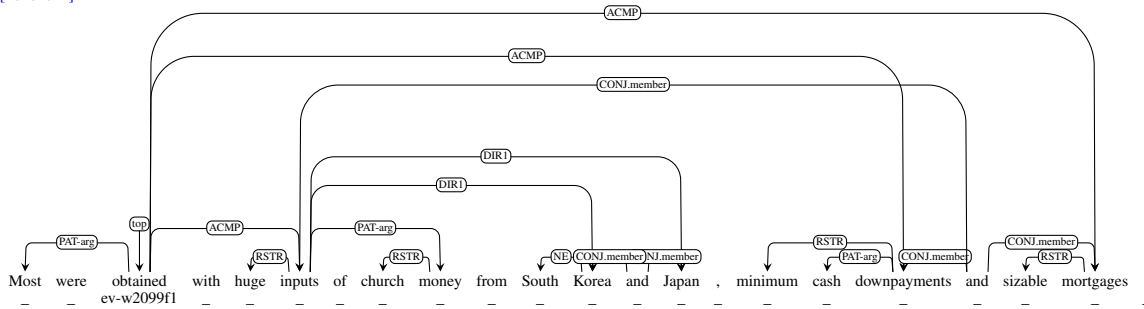 ACMP
ACMP
CONJ.member
DIR1
DIR1
top
PAT-arg ACMP PAT-arg RSTR CONJ.member
RSTR RSTR NE CONJ.member NJ.member PAT-arg CONJ.member RSTR
Most were obtained with huge inputs of church money from South Korea and Japan , minimum cash downpayments and sizable mortgages
_ _ ev-w2099f1 _ _ _ _ _ _ _ _ _ _ _ _ _ _ _ _ _ _